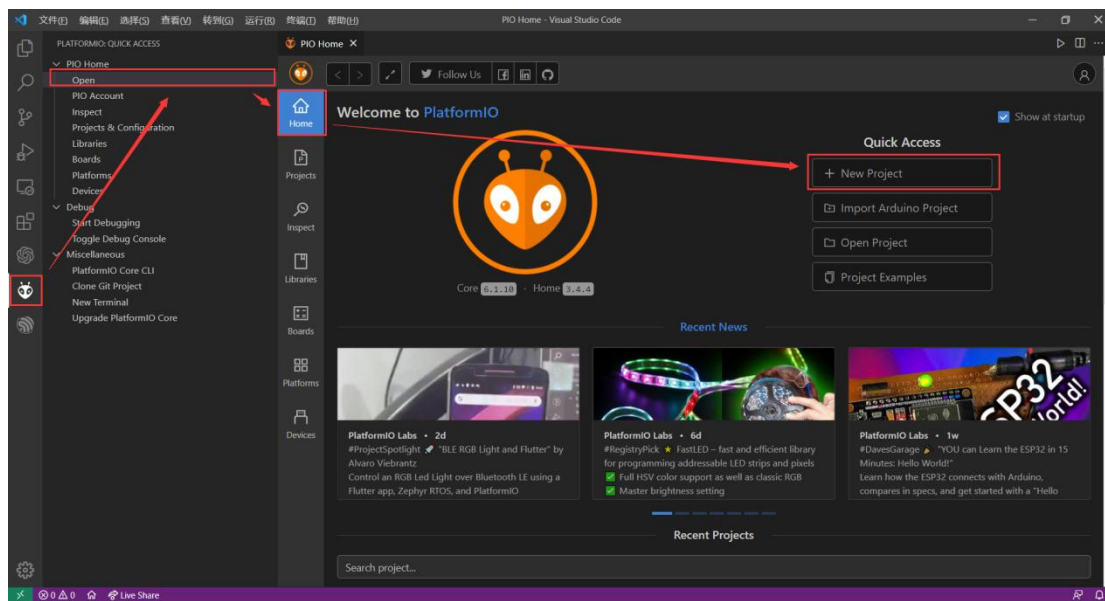 文件(F) 编辑(E) 选择(S) 查看(V) 转到(G) 运行(R) 终端(T) 帮助(H)
PIO Home - Visual Studio Code
PLATFORMIO: QUICK ACCESS
PIO Home
Open
PIO Account
Inspect
Projects & Configuration
Libraries
Boards
Platforms
Devices
Debug
Start Debugging
Toggle Debug Console
Miscellaneous
PlatformIO Core CLI
Clone Git Project
New Terminal
Upgrade PlatformIO Core
PIO Home
Follow Us
Home
Projects
Inspect
Libraries
Boards
Platforms
Devices
Welcome to PlatformIO
Show at startup
Quick Access
New Project
Import Arduino Project
Open Project
Project Examples
Core 6.1.10 · Home 3.4.4
Recent News
PlatformIO Labs • 2d
#ProjectSpotlight 🚀 "BLE RGB Light and Flutter" by
Alvaro Viebrantz
Control an RGB Led Light over Bluetooth LE using a
Flutter app, Zephyr RTOS, and PlatformIO
PlatformIO Labs • 6d
#RegistryPick ★ FastLED – fast and efficient library
for programming addressable LED strips and pixels
✅ Full HSV color support as well as classic RGB
✅ Master brightness setting
ESP32
World!
PlatformIO Labs • 1w
#DavesGarage "YOU can Learn the ESP32 in 15
Minutes: Hello World!"
Learn how the ESP32 connects with Arduino,
compares in specs, and get started with a "Hello
Recent Projects
Search project...
0 0 Live Share